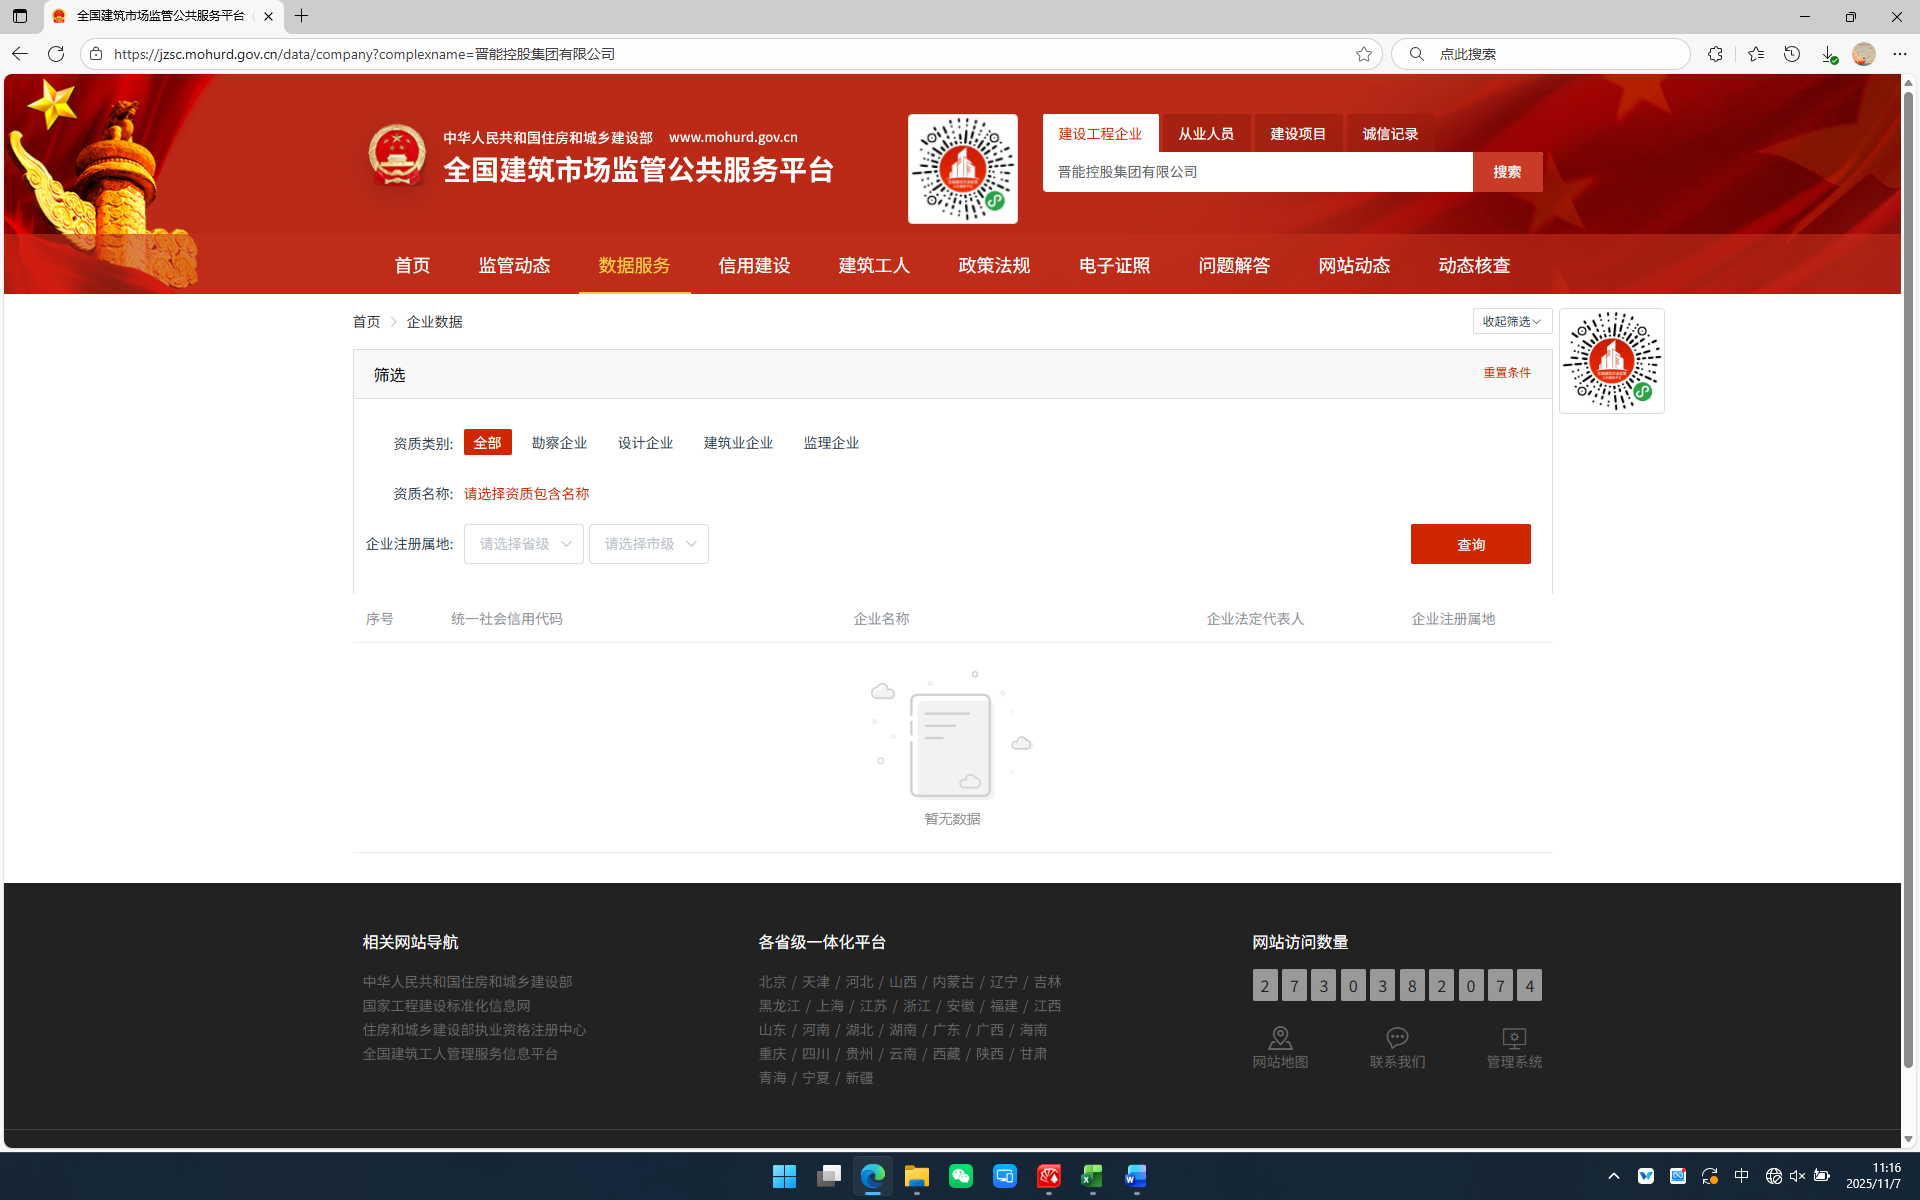 全国建筑市场监管公共服务平台
https://jzsc.mohurd.gov.cn/data/company?complexname=晋能控股集团有限公司
点此搜索
中华人民共和国住房和城乡建设部 www.mohurd.gov.cn
全国建筑市场监管公共服务平台
建设工程企业 从业人员 建设项目 诚信记录
晋能控股集团有限公司 搜索
首页 监管动态 数据服务 信用建设 建筑工人 政策法规 电子证照 问题解答 网站动态 动态核查
首页 企业数据
收起筛选
筛选
重置条件
资质类别: 全部 勘察企业 设计企业 建筑业企业 监理企业
资质名称: 请选择资质包含名称
企业注册属地: 请选择省级 请选择市级
查询
序号 统一社会信用代码 企业名称 企业法定代表人 企业注册属地
暂无数据
相关网站导航
中华人民共和国住房和城乡建设部
国家工程建设标准化信息网
住房和城乡建设部执业资格注册中心
全国建筑工人管理服务信息平台
各省级一体化平台
北京 / 天津 / 河北 / 山西 / 内蒙古 / 辽宁 / 吉林
黑龙江 / 上海 / 江苏 / 浙江 / 安徽 / 福建 / 江西
山东 / 河南 / 湖北 / 湖南 / 广东 / 广西 / 海南
重庆 / 四川 / 贵州 / 云南 / 西藏 / 陕西 / 甘肃
青海 / 宁夏 / 新疆
网站访问数量
2 7 3 0 3 8 2 0 7 4
网站地图 联系我们 管理系统
中
11:16
2025/11/7